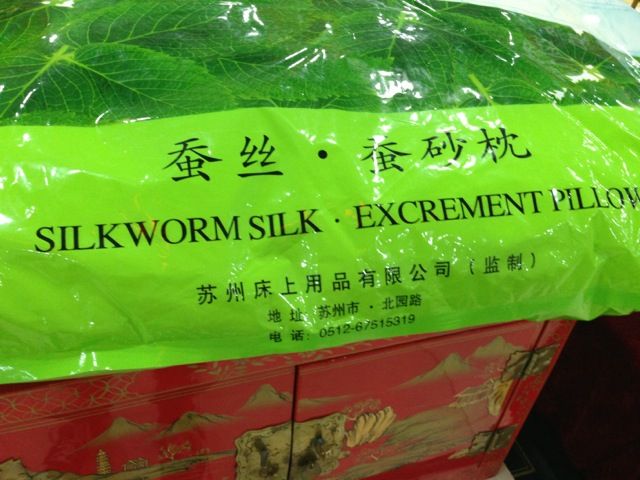 蚕丝·蚕砂枕
SILKWORM SILK · EXCREMENT PILLOW
苏州床上用品有限公司（监制）
地址：苏州市·北园路
电话：0512-67515319